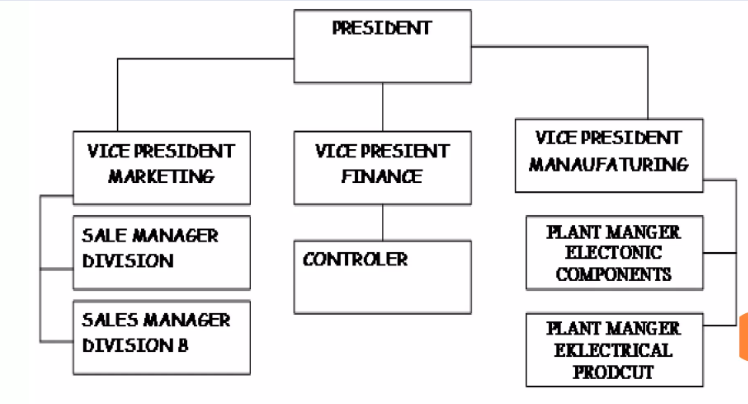 PRESIDENT
VICE PRESIDENT
MARKETING
VICE PRESIENT
FINANCE
VICE PRESIDENT
MANAUFATURING
SALE MANAGER
DIVISION
CONTROLER
PLANT MANGER
ELECTONIC
COMPONENTS
SALES MANAGER
DIVISION B
PLANT MANGER
EKLECTRICAL
PRODCUT